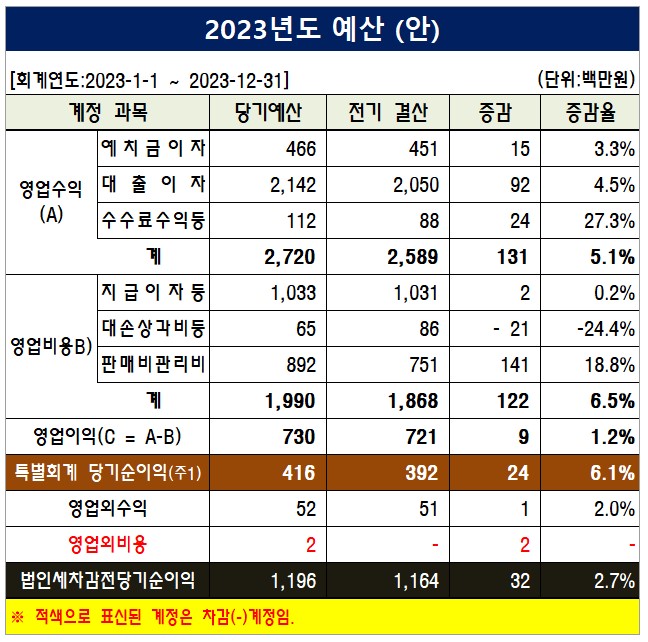 2023년도 예산 (안)
[회계연도:2023-1-1 ~ 2023-12-31] (단위:백만원)
계정 과목 당기예산 전기 결산 증감 증감율
영업수익(A)
예치금이자 466 451 15 3.3%
대 출 이 자 2,142 2,050 92 4.5%
수수료수익등 112 88 24 27.3%
계 2,720 2,589 131 5.1%
영업비용B)
지급이자등 1,033 1,031 2 0.2%
대손상각비등 65 86 - 21 -24.4%
판매비관리비 892 751 141 18.8%
계 1,990 1,868 122 6.5%
영업이익(C = A-B) 730 721 9 1.2%
특별회계 당기순이익(주1) 416 392 24 6.1%
영업외수익 52 51 1 2.0%
영업외비용 2 - 2 -
법인세차감전당기순이익 1,196 1,164 32 2.7%
※ 적색으로 표신된 계정은 차감(-)계정임.